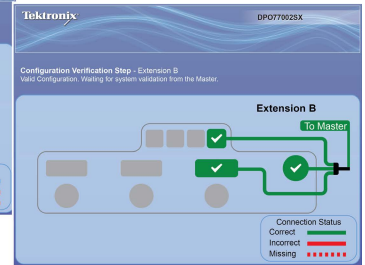 Tektronix
DPO77002SX
Configuration Verification Step - Extension B
Valid Configuration. Waiting for system validation from the Master.
Extension B
To Master
Connection Status
Correct
Incorrect
Missing